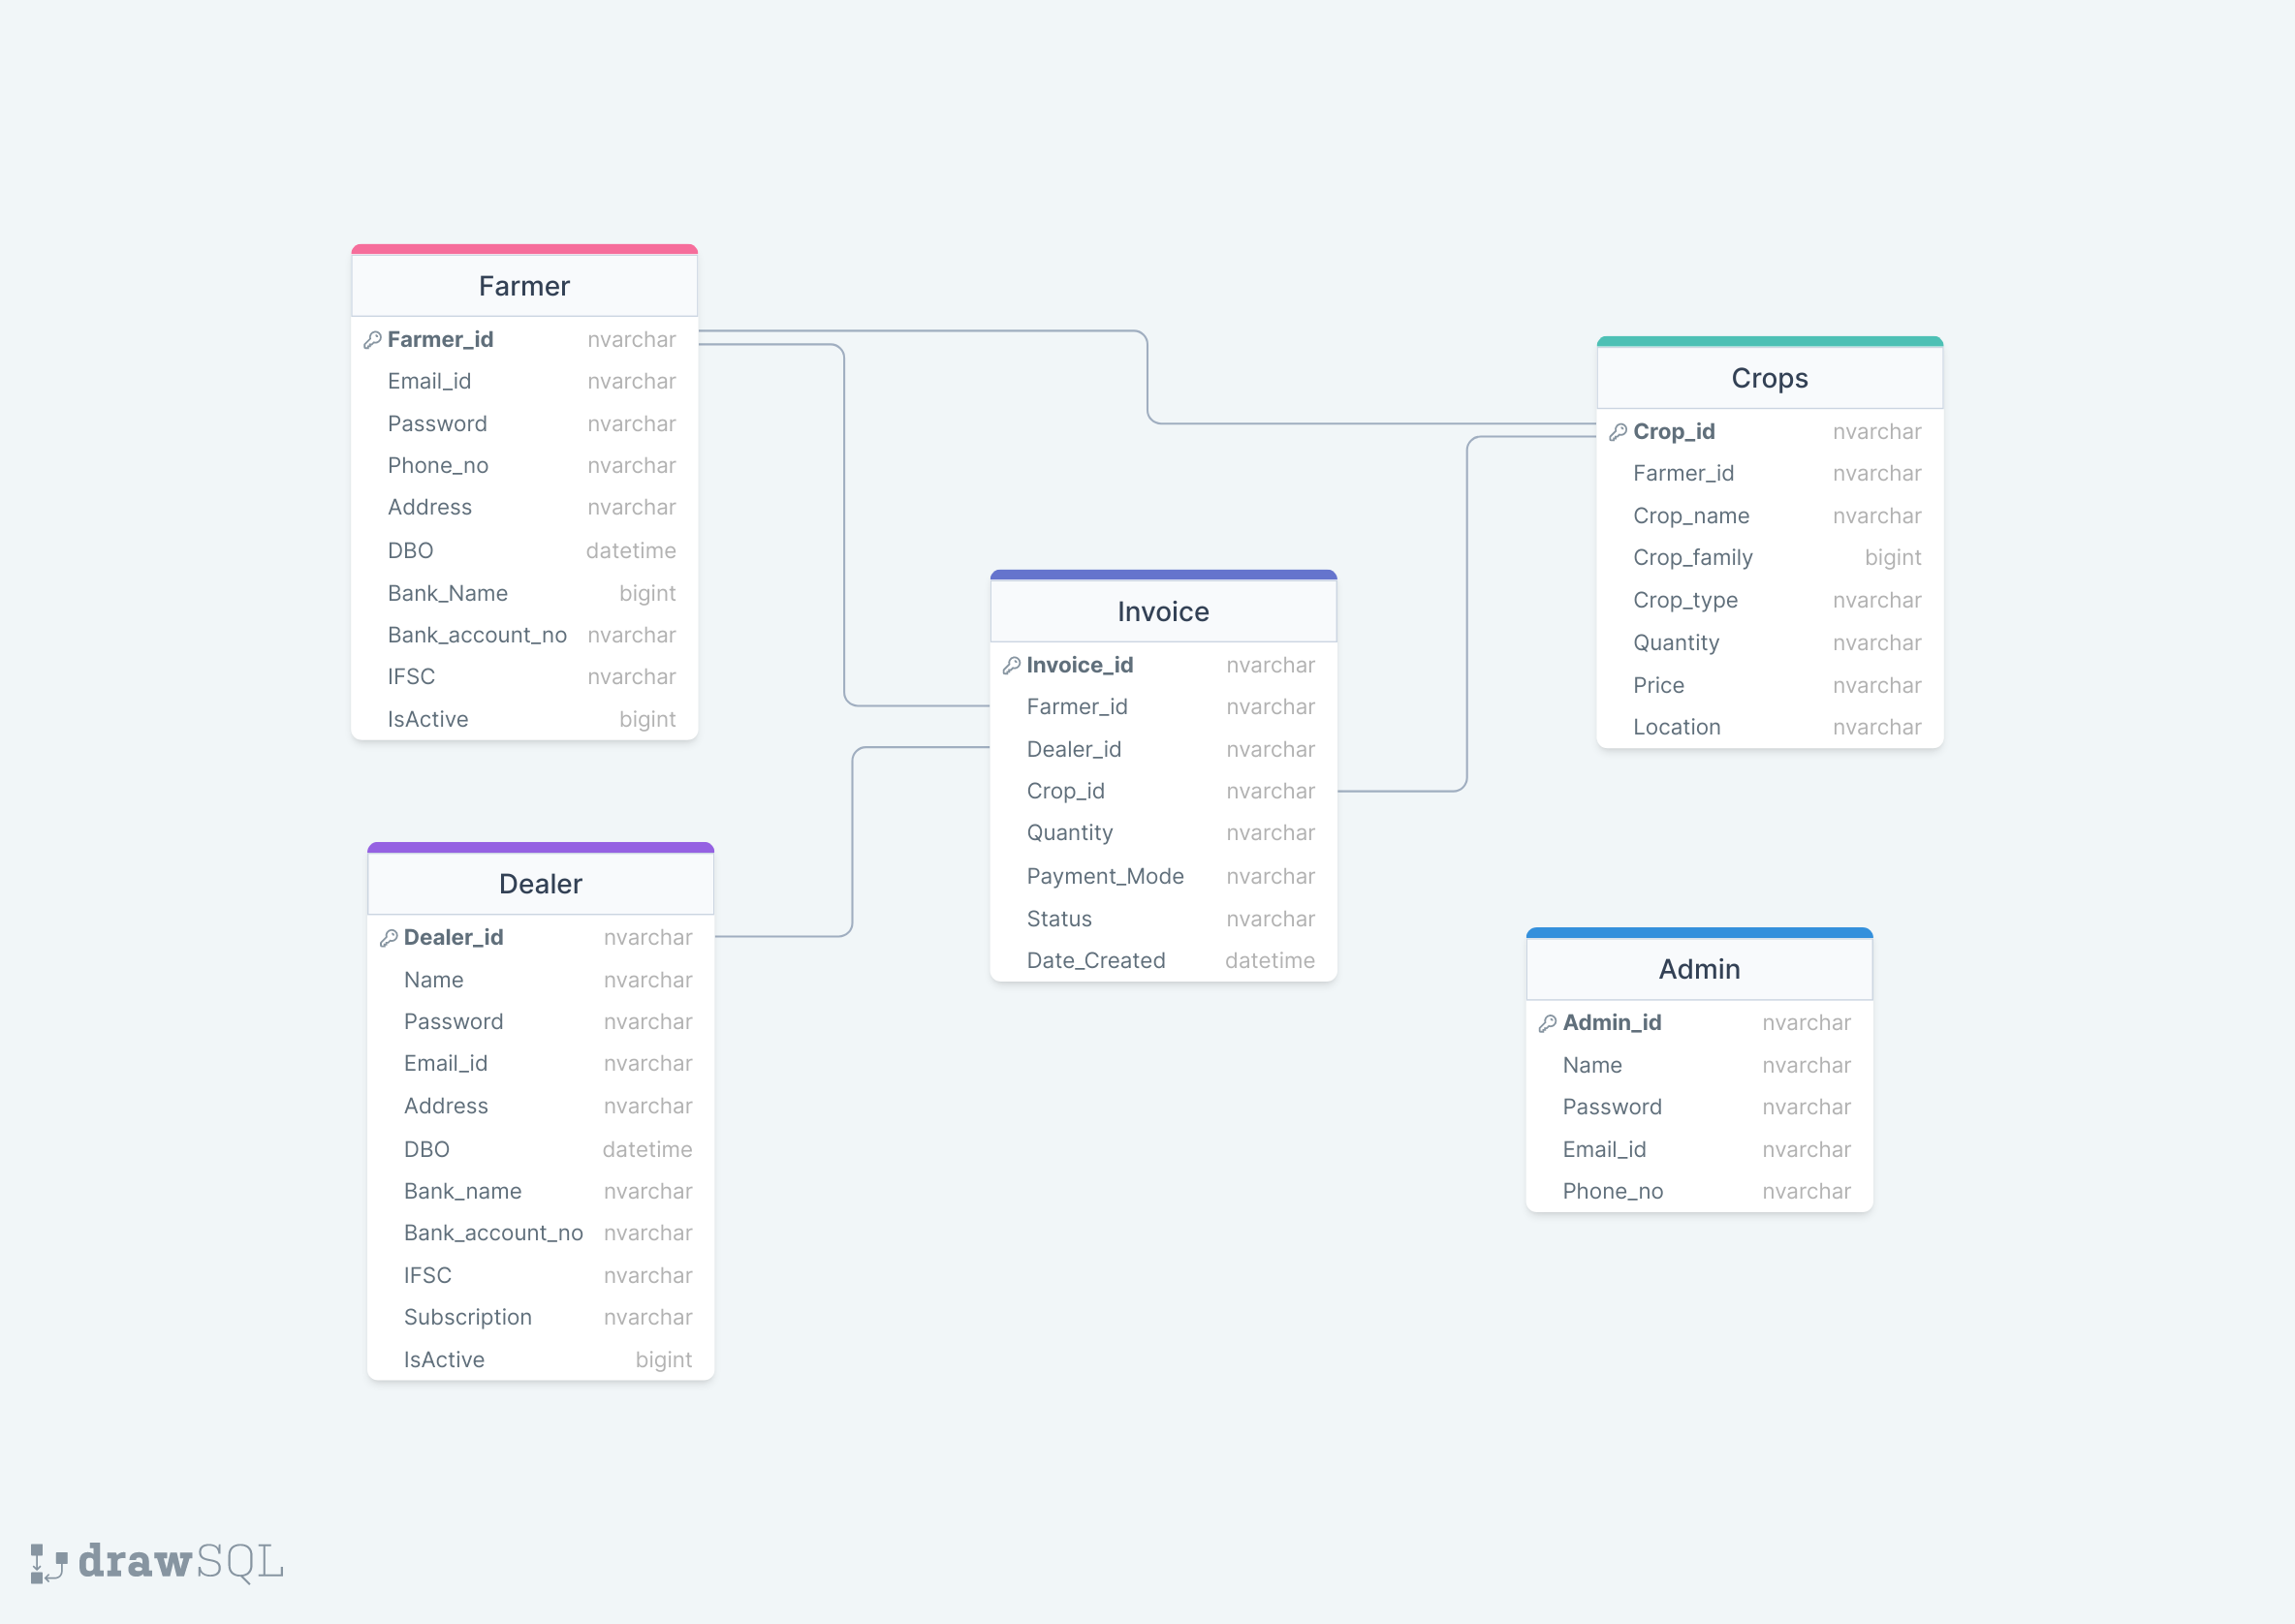 Farmer
Farmer_id nvarchar
Email_id nvarchar
Password nvarchar
Phone_no nvarchar
Address nvarchar
DBO datetime
Bank_Name bigint
Bank_account_no nvarchar
IFSC nvarchar
IsActive bigint
Crops
Crop_id nvarchar
Farmer_id nvarchar
Crop_name nvarchar
Crop_family bigint
Crop_type nvarchar
Quantity nvarchar
Price nvarchar
Location nvarchar
Invoice
Invoice_id nvarchar
Farmer_id nvarchar
Dealer_id nvarchar
Crop_id nvarchar
Quantity nvarchar
Payment_Mode nvarchar
Status nvarchar
Date_Created datetime
Dealer
Dealer_id nvarchar
Name nvarchar
Password nvarchar
Email_id nvarchar
Address nvarchar
DBO datetime
Bank_name nvarchar
Bank_account_no nvarchar
IFSC nvarchar
Subscription nvarchar
IsActive bigint
Admin
Admin_id nvarchar
Name nvarchar
Password nvarchar
Email_id nvarchar
Phone_no nvarchar
drawSQL